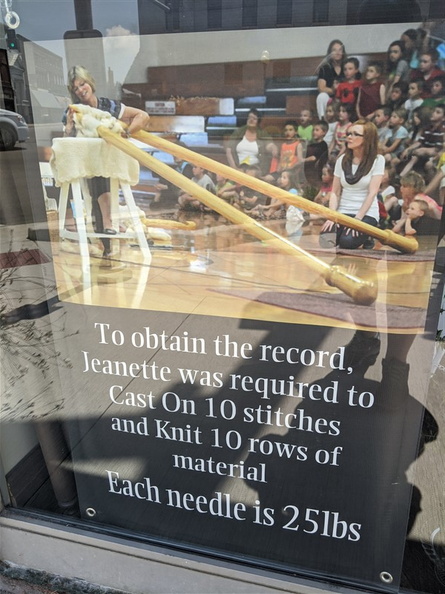 To obtain the record,
Jeanette was required to
Cast On 10 stitches
and Knit 10 rows of
material
Each needle is 25lbs